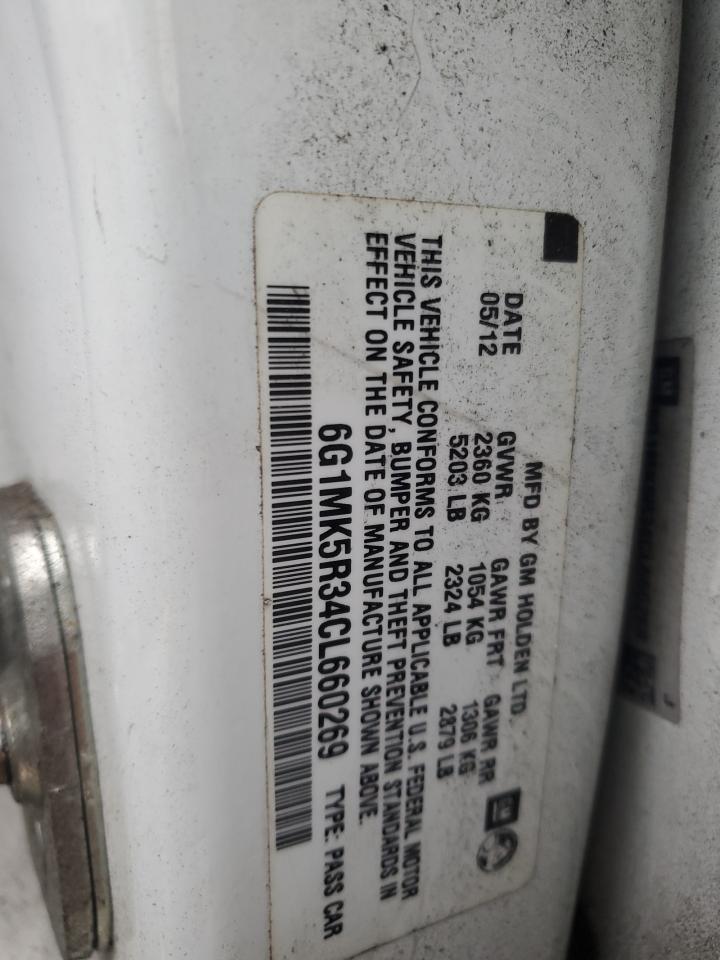 MFD BY GM HOLDEN LTD.
DATE GVWR GAWR FRT GAWR RR
05/12 2360 KG 1054 KG 1306 KG
5203 LB 2324 LB 2879 LB
GM
THIS VEHICLE CONFORMS TO ALL APPLICABLE U.S. FEDERAL MOTOR
VEHICLE SAFETY, BUMPER AND THEFT PREVENTION STANDARDS IN
EFFECT ON THE DATE OF MANUFACTURE SHOWN ABOVE.
6G1MK5R34CL660269 TYPE: PASS CAR